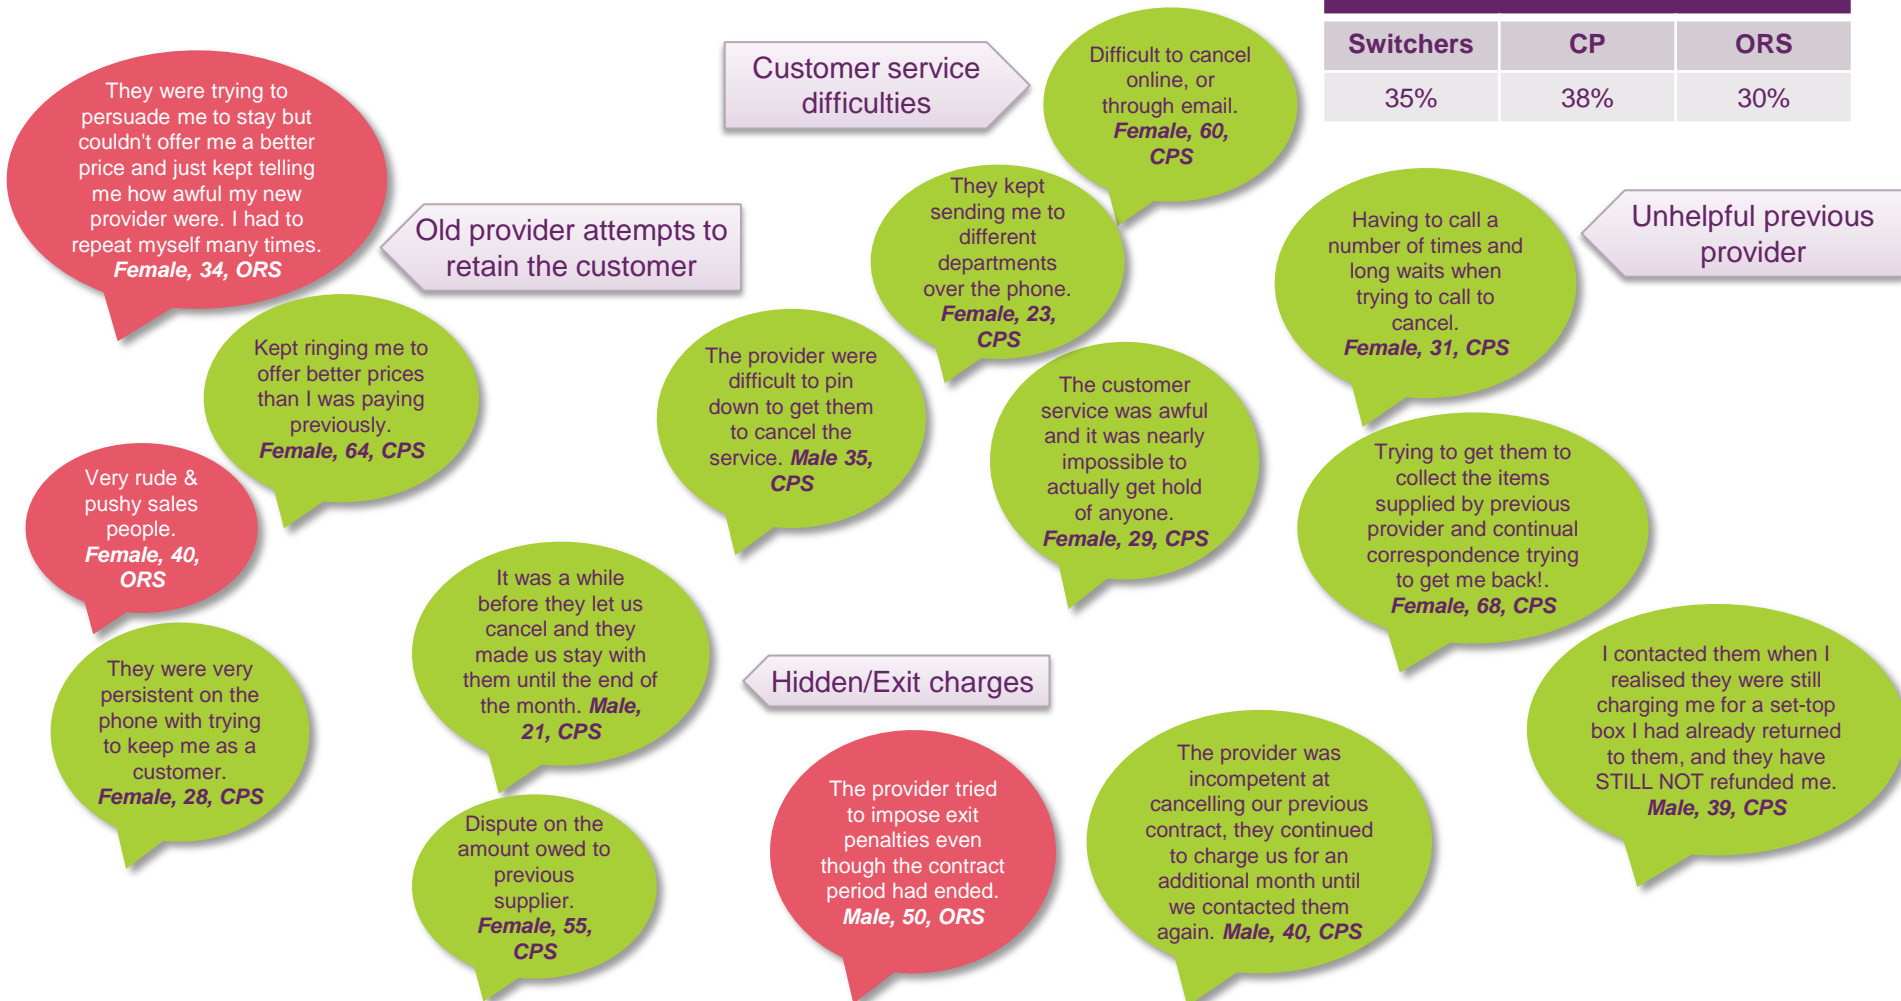 Switchers
CP
ORS
35%
38%
30%
They were trying to
persuade me to stay but
couldn't offer me a better
price and just kept telling
me how awful my new
provider were. I had to
repeat myself many times.
Female, 34, ORS
Old provider attempts to
retain the customer
Kept ringing me to
offer better prices
than I was paying
previously.
Female, 64, CPS
Very rude &
pushy sales
people.
Female, 40,
ORS
They were very
persistent on the
phone with trying
to keep me as a
customer.
Female, 28, CPS
Customer service
difficulties
Difficult to cancel
online, or
through email.
Female, 60,
CPS
They kept
sending me to
different
departments
over the phone.
Female, 23,
CPS
The provider were
difficult to pin
down to get them
to cancel the
service. Male 35,
CPS
The customer
service was awful
and it was nearly
impossible to
actually get hold
of anyone.
Female, 29, CPS
Unhelpful previous
provider
Having to call a
number of times and
long waits when
trying to call to
cancel.
Female, 31, CPS
Trying to get them to
collect the items
supplied by previous
provider and continual
correspondence trying
to get me back!.
Female, 68, CPS
I contacted them when I
realised they were still
charging me for a set-top
box I had already returned
to them, and they have
STILL NOT refunded me.
Male, 39, CPS
Hidden/Exit charges
It was a while
before they let us
cancel and they
made us stay with
them until the end of
the month. Male,
21, CPS
Dispute on the
amount owed to
previous
supplier.
Female, 55,
CPS
The provider tried
to impose exit
penalties even
though the contract
period had ended.
Male, 50, ORS
The provider was
incompetent at
cancelling our previous
contract, they continued
to charge us for an
additional month until
we contacted them
again. Male, 40, CPS